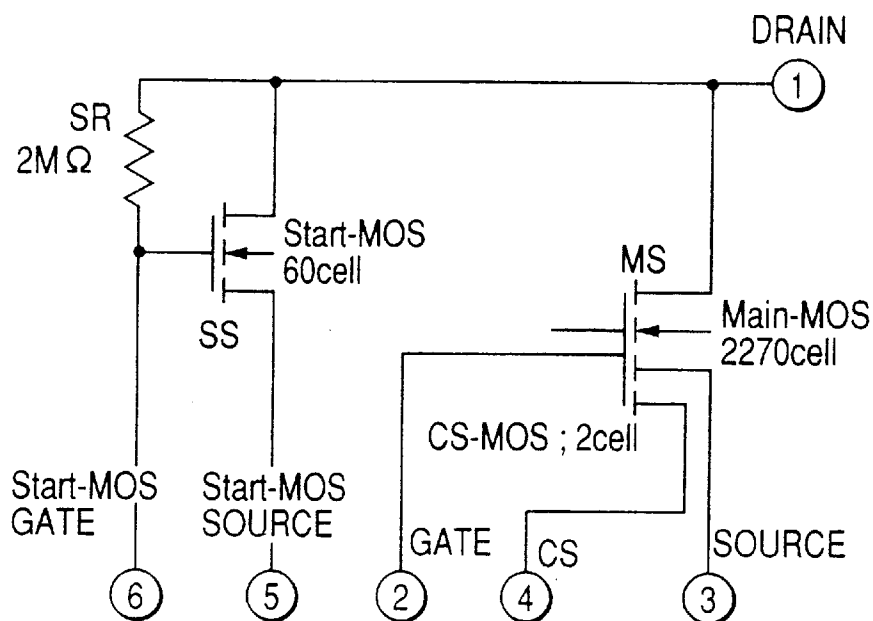 DRAIN
1
SR
2MΩ
Start-MOS
60cell
SS
MS
Main-MOS
2270cell
CS-MOS ; 2cell
Start-MOS
GATE
Start-MOS
SOURCE
GATE
CS
SOURCE
6
5
2
4
3